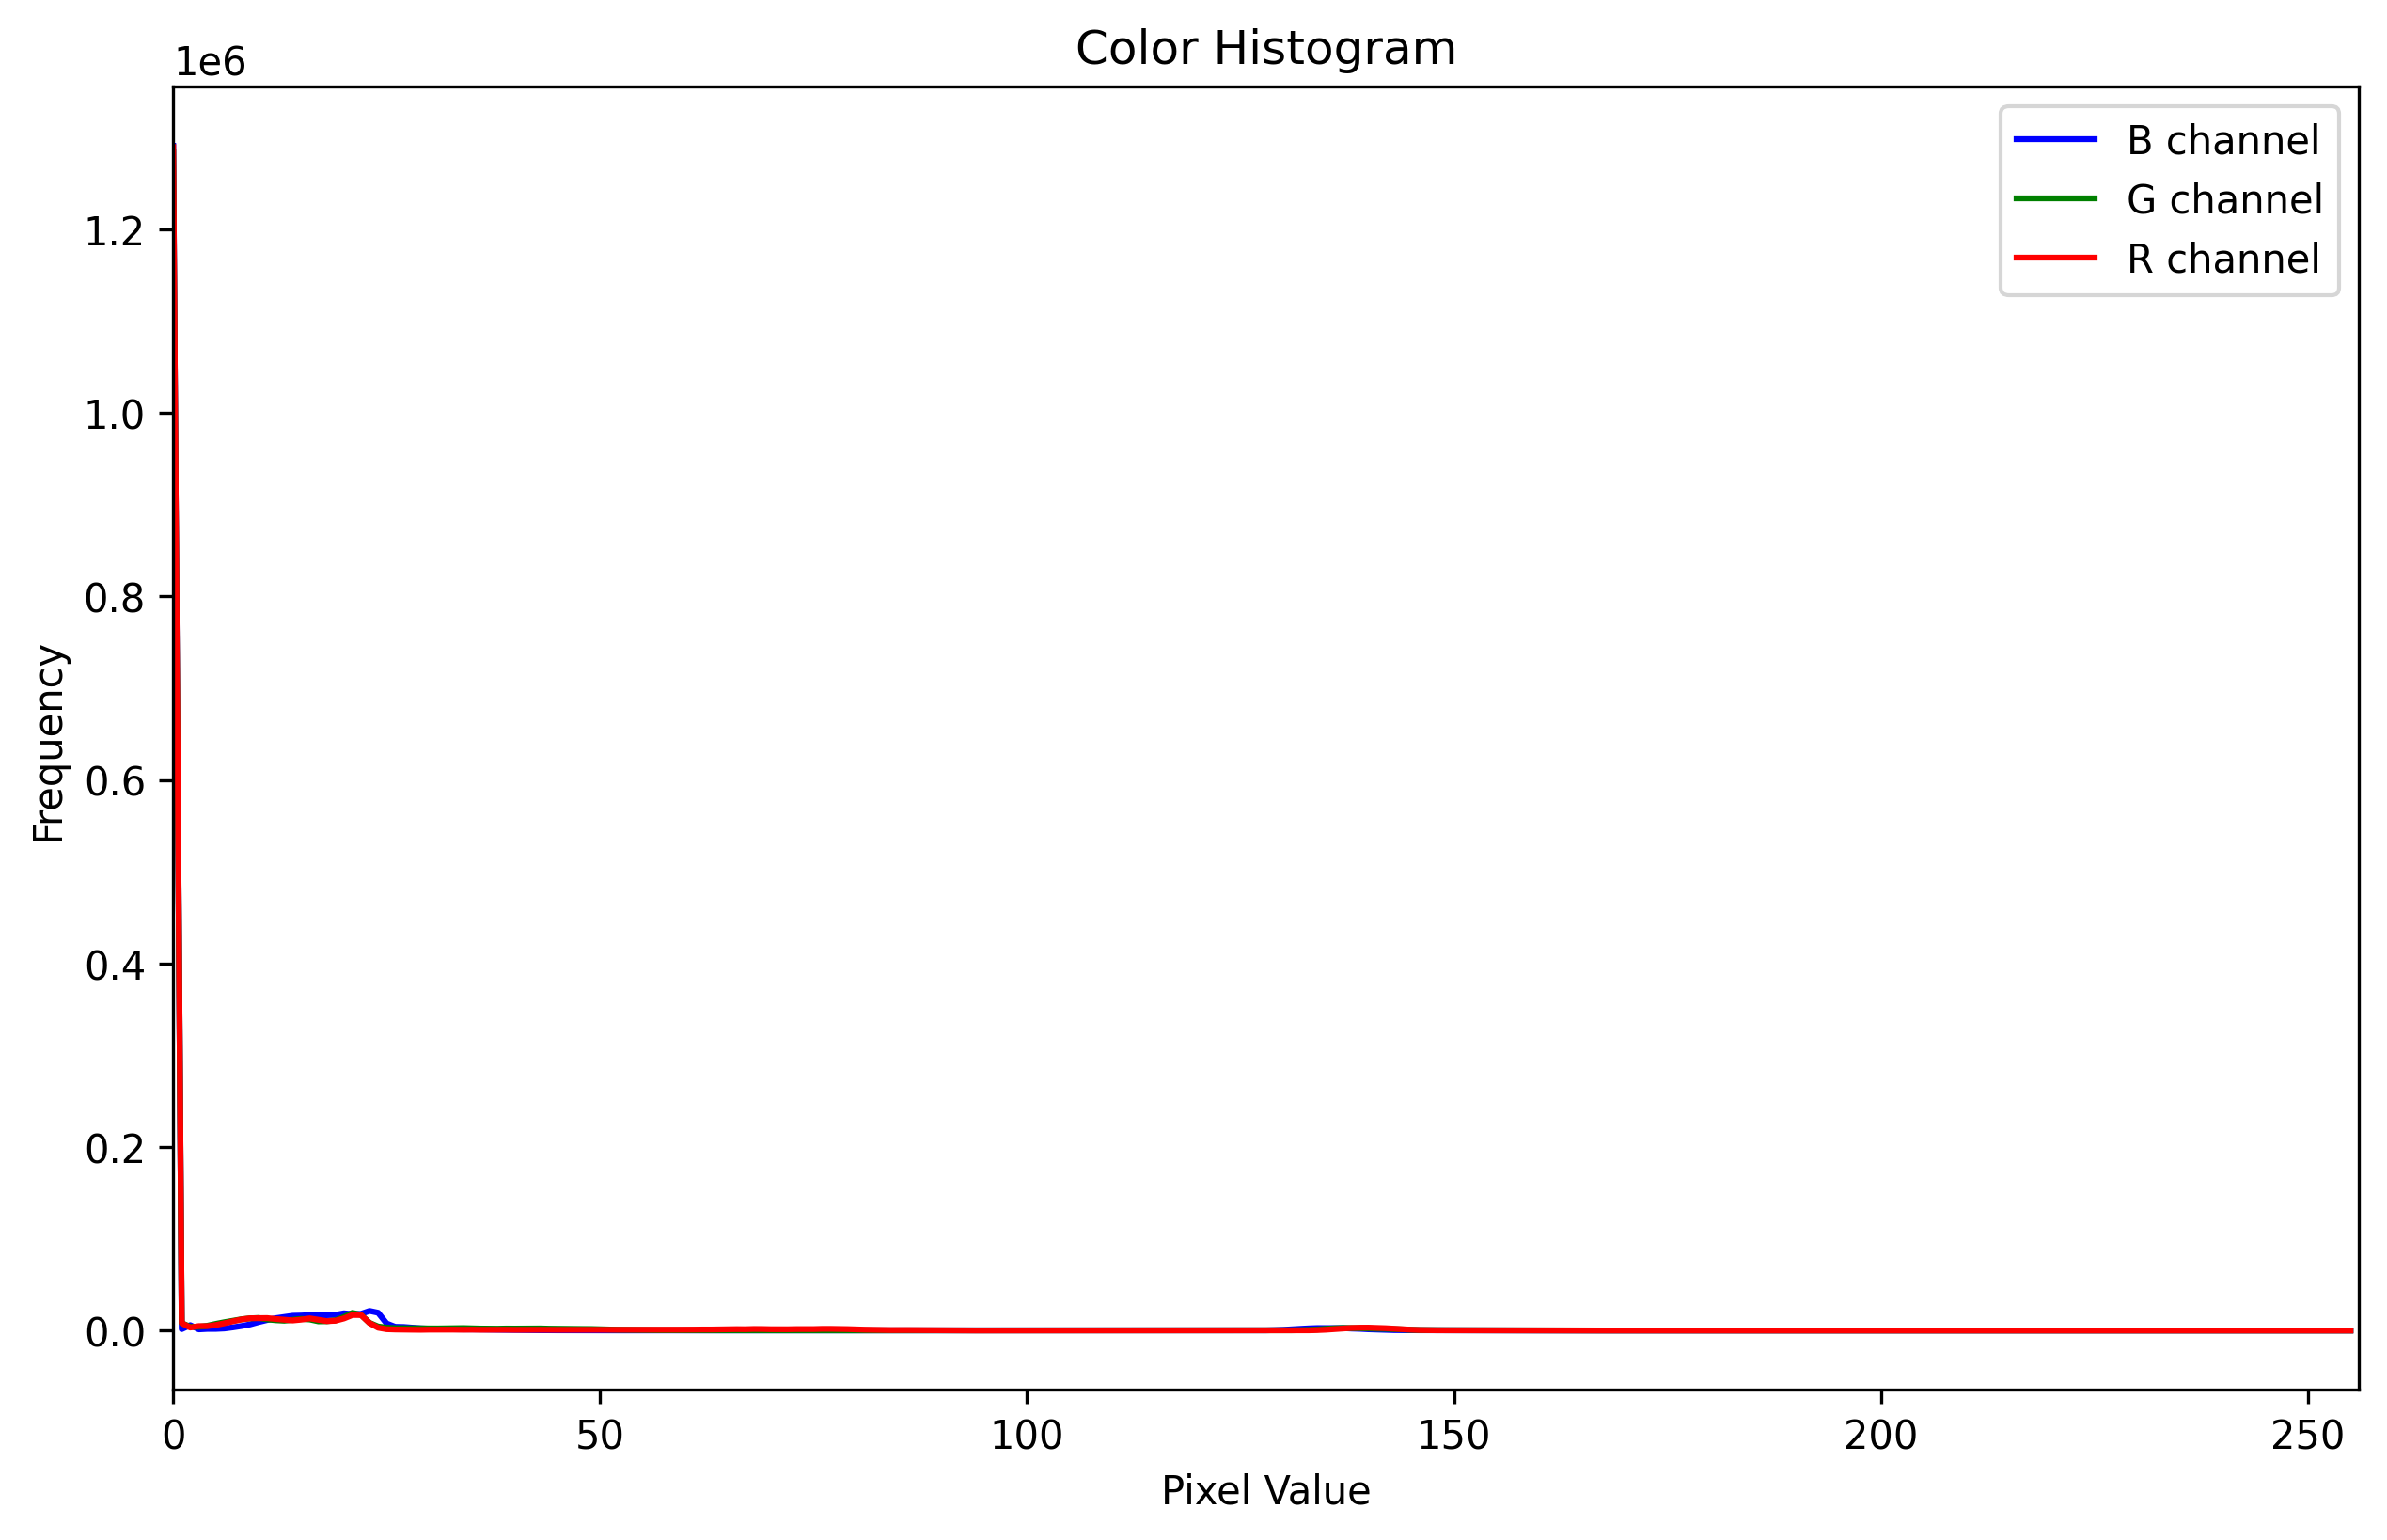 Color Histogram
1e6
B channel
G channel
R channel
1.2
1.0
0.8
0.6
0.4
0.2
0.0
Frequency
0 50 100 150 200 250
Pixel Value